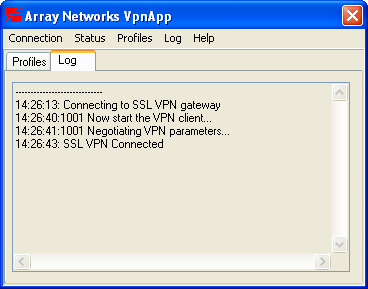 Array Networks VpnApp
Connection Status Profiles Log Help
Profiles Log
-----------------------------
14:26:13: Connecting to SSL VPN gateway
14:26:40:1001 Now start the VPN client...
14:26:41:1001 Negotiating VPN parameters...
14:26:43: SSL VPN Connected